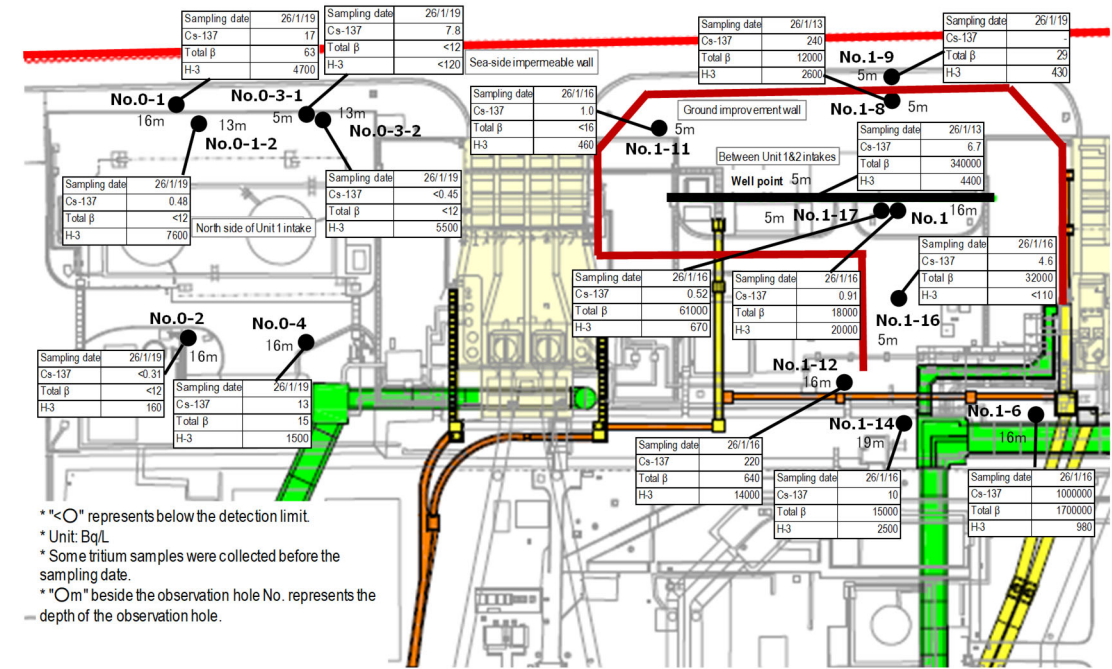 Sampling date 26/1/19
Cs-137 17
Total β 63
H-3 4700
Sampling date 26/1/19
Cs-137 7.8
Total β <12
H-3 <120
Sampling date 26/1/13
Cs-137 240
Total β 12000
H-3 2600
Sampling date 26/1/19
Cs-137 -
Total β 29
H-3 430
Sea-side impermeable wall
No.1-9
5m
No.0-1
16m
No.0-3-1
5m
13m
No.0-3-2
13m
No.0-1-2
Sampling date 26/1/16
Cs-137 1.0
Total β <16
H-3 460
5m
No.1-11
Ground improvement wall
No.1-8
5m
Sampling date 26/1/13
Cs-137 6.7
Total β 340000
H-3 4400
Between Unit 1&2 intakes
Well point 5m
Sampling date 26/1/19
Cs-137 0.48
Total β <12
H-3 7600
North side of Unit 1 intake
Sampling date 26/1/19
Cs-137 <0.45
Total β <12
H-3 5500
5m
No.1-17
No.1
16m
Sampling date 26/1/16
Cs-137 4.6
Total β 32000
H-3 <110
Sampling date 26/1/16
Cs-137 0.52
Total β 61000
H-3 670
Sampling date 26/1/16
Cs-137 0.91
Total β 18000
H-3 20000
No.1-16
5m
No.0-2
16m
No.0-4
16m
Sampling date 26/1/19
Cs-137 <0.31
Total β <12
H-3 160
Sampling date 26/1/19
Cs-137 13
Total β 15
H-3 1500
No.1-12
16m
No.1-14
19m
No.1-6
16m
Sampling date 26/1/16
Cs-137 220
Total β 640
H-3 14000
Sampling date 26/1/16
Cs-137 10
Total β 15000
H-3 2500
Sampling date 26/1/16
Cs-137 1000000
Total β 1700000
H-3 980
* "<○" represents below the detection limit.
* Unit: Bq/L
* Some tritium samples were collected before the
sampling date.
* "○m" beside the observation hole No. represents the
depth of the observation hole.